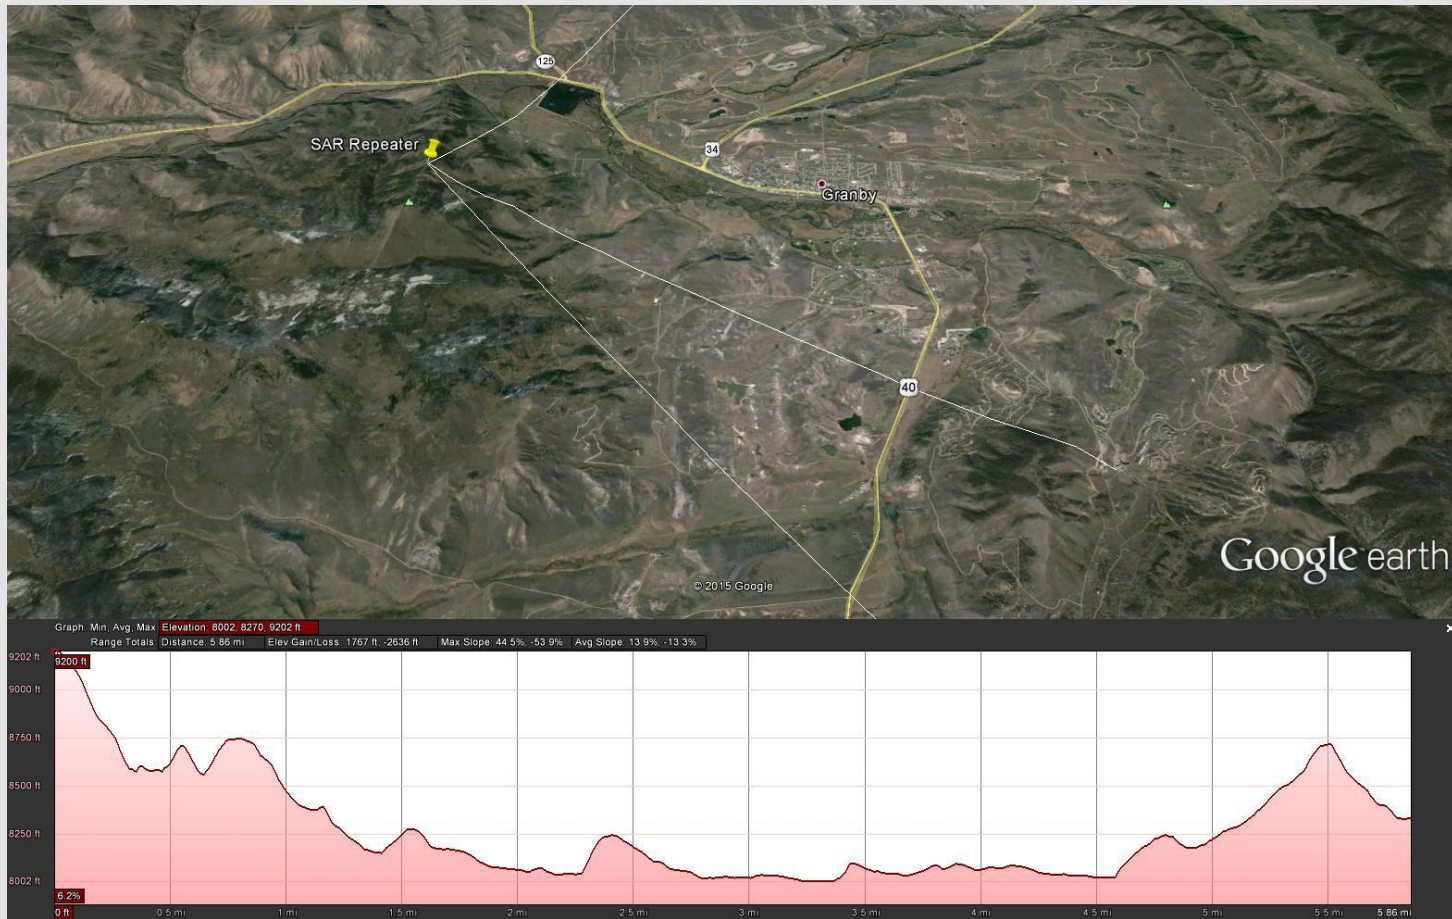 125
SAR Repeater
34
Granby
40
Google earth
© 2015 Google
Graph: Min, Avg, Max Elevation: 8002, 8270, 9202 ft
Range Totals: Distance: 5.86 mi Elev Gain/Loss: 1767 ft, -2636 ft Max Slope: 44.5%, -53.9% Avg Slope: 13.9%, -13.3%
9202 ft
9200 ft
9000 ft
8750 ft
8500 ft
8250 ft
8002 ft
6.2%
0 ft 0.5 mi 1 mi 1.5 mi 2 mi 2.5 mi 3 mi 3.5 mi 4 mi 4.5 mi 5 mi 5.5 mi 5.86 mi